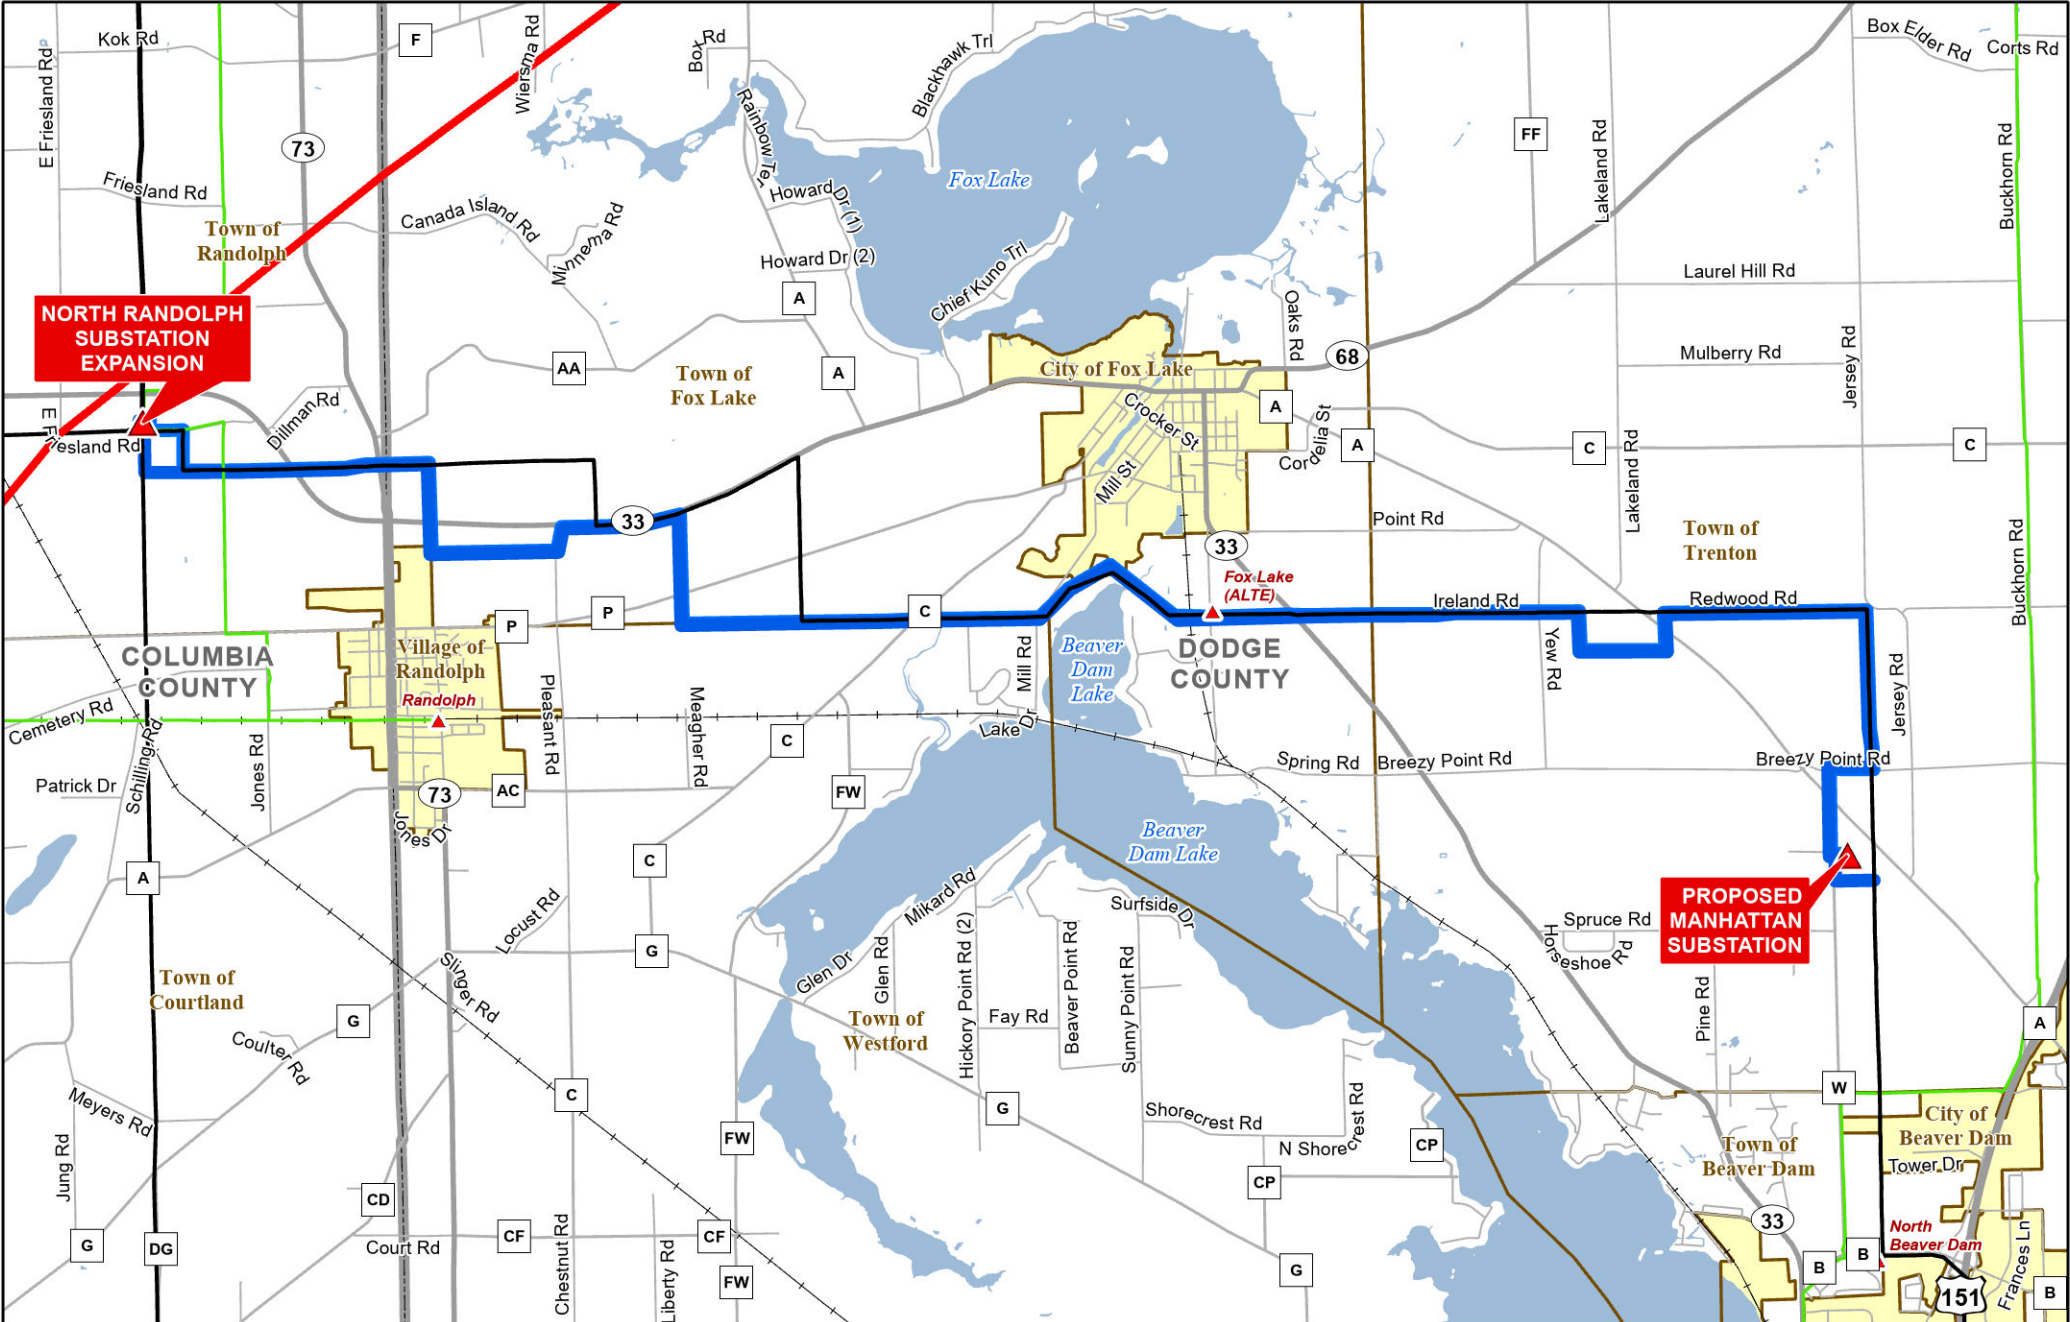 Kok Rd
F
Wiersma Rd
Box Rd
Blackhawk Trl
Box Elder Rd
Corts Rd
E Friesland Rd
73
Rainbow Ter
FF
Lakeland Rd
Buckhorn Rd
Friesland Rd
Fox Lake
Howard Dr (1)
Canada Island Rd
Minnema Rd
Town of
Randolph
Howard Dr (2)
Chief Kuno Trl
Laurel Hill Rd
A
Oaks Rd
NORTH RANDOLPH
SUBSTATION
EXPANSION
68
Mulberry Rd
Jersey Rd
AA
A
City of Fox Lake
Town of
Fox Lake
E Friesland Rd
Dillman Rd
Crocker St
A
Cordelia St
A
C
C
Mill St
Lakeland Rd
33
Point Rd
Town of
Trenton
33
Buckhorn Rd
Fox Lake
(ALTE)
P
P
C
Ireland Rd
Redwood Rd
COLUMBIA
COUNTY
Village of
Randolph
Randolph
Mill Rd
Beaver
Dam
Lake
DODGE
COUNTY
Yew Rd
Jersey Rd
Cemetery Rd
Schilling Rd
Jones Rd
Pleasant Rd
Meagher Rd
C
Lake Dr
Spring Rd
Breezy Point Rd
Breezy Point Rd
Patrick Dr
73
AC
FW
Jones Dr
Beaver
Dam Lake
C
A
Mikard Rd
Surfside Dr
PROPOSED
MANHATTAN
SUBSTATION
Locust Rd
Spruce Rd
Horseshoe Rd
G
Glen Dr
Glen Rd
Hickory Point Rd (2)
Beaver Point Rd
Sunny Point Rd
Slinger Rd
Town of
Courtland
G
Fay Rd
Pine Rd
A
Town of
Westford
Coulter Rd
Meyers Rd
C
G
W
Shorecrest Rd
N Shorecrest Rd
CP
City of
Beaver Dam
FW
Town of
Beaver Dam
Tower Dr
Jung Rd
CD
CP
33
G
DG
Court Rd
CF
Chestnut Rd
Liberty Rd
CF
FW
G
North
Beaver Dam
B
B
151
Frances Ln
B